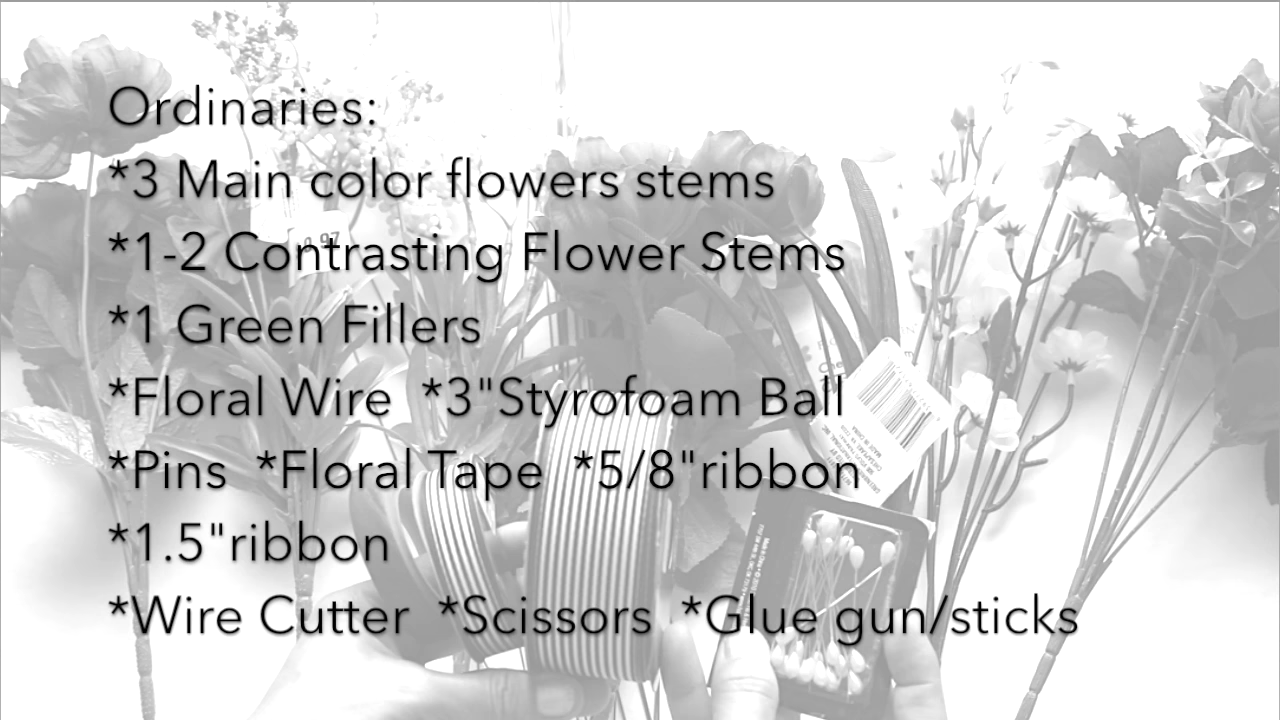 Ordinaries:
*3 Main color flowers stems
*1-2 Contrasting Flower Stems
*1 Green Fillers
*Floral Wire  *3"Styrofoam Ball
*Pins  *Floral Tape  *5/8"ribbon
*1.5"ribbon
*Wire Cutter  *Scissors  *Glue gun/sticks